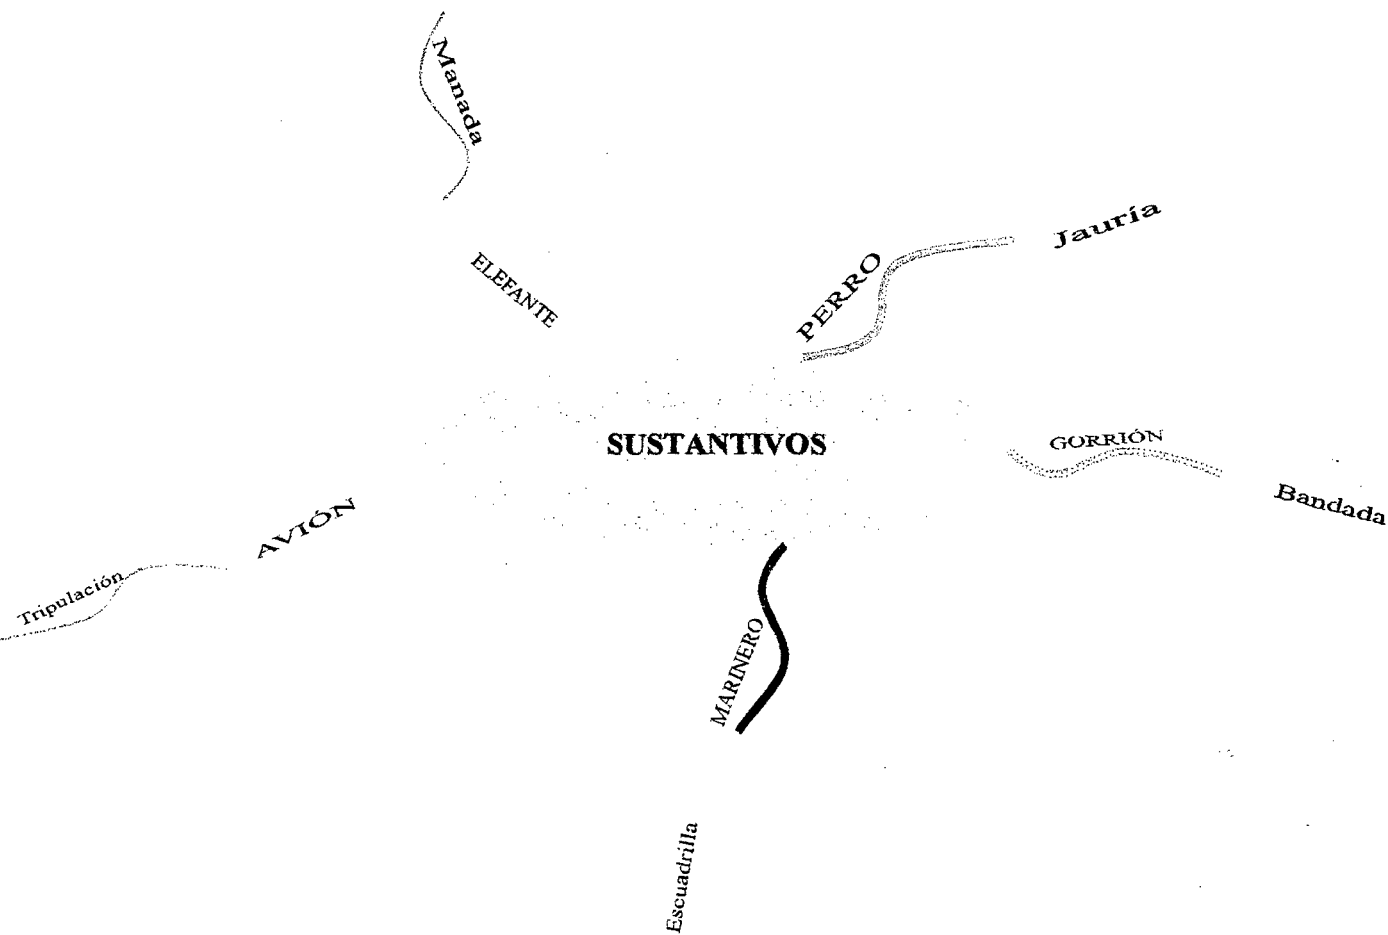 Manada
ELEFANTE
Jauría
PERRO
SUSTANTIVOS
GORRIÓN
Bandada
AVIÓN
Tripulación
MARINERO
Escuadrilla